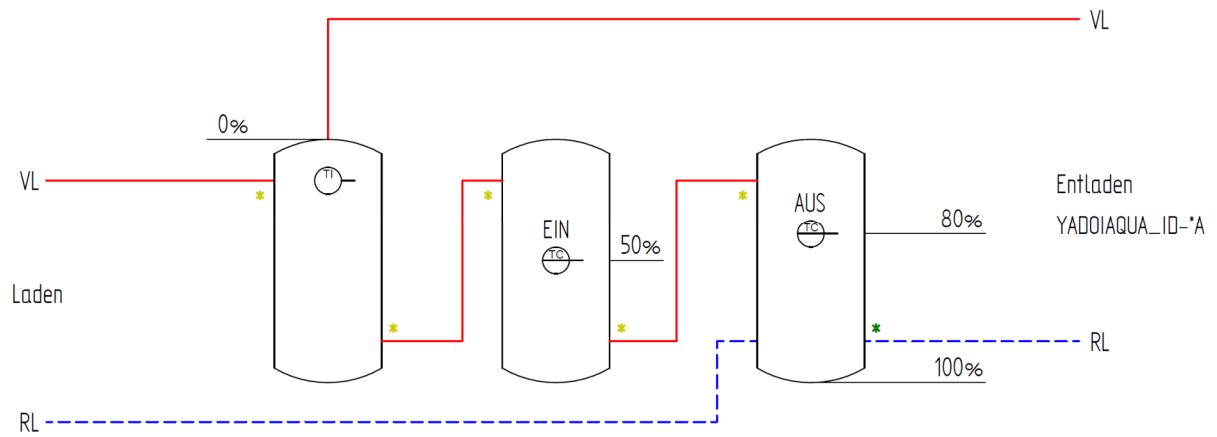 VL
0%
VL
TI
*
*
*
Entladen
AUS
YADOIAQUA_ID-*A
EIN
TC
80%
TC
50%
Laden
*
*
*
RL
100%
RL